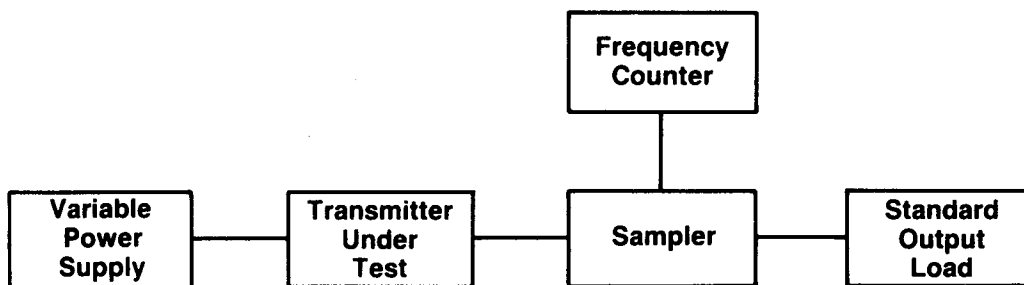 Frequency
Counter
Variable
Power
Supply
Transmitter
Under
Test
Sampler
Standard
Output
Load